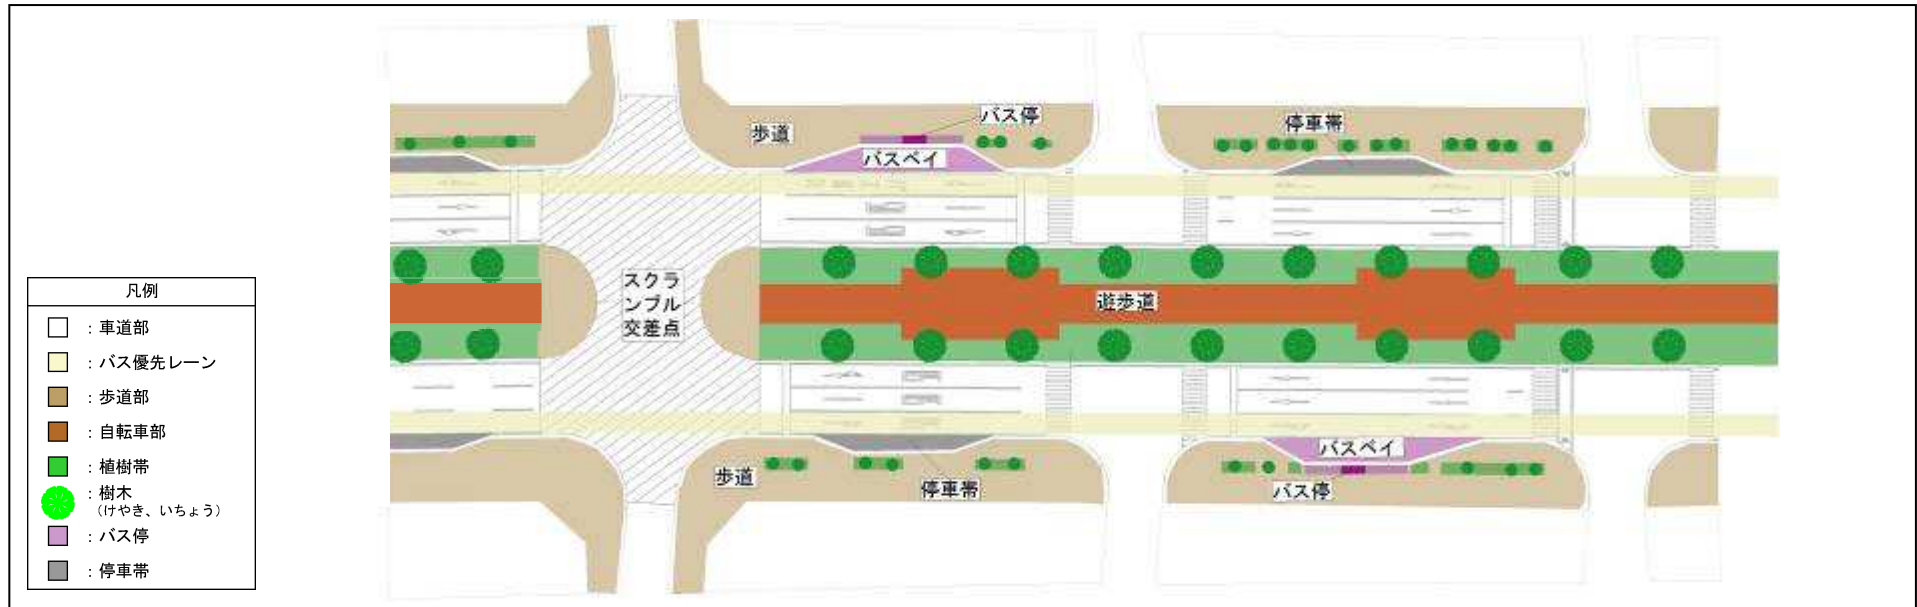 バス停
停車帯
歩道
バスベイ
スクラ
ンブル
交差点
遊歩道
凡例
：車道部
：バス優先レーン
：歩道部
：自転車部
：植樹帯
：樹木
（けやき、いちょう）
：バス停
：停車帯
バスベイ
歩道
停車帯
バス停